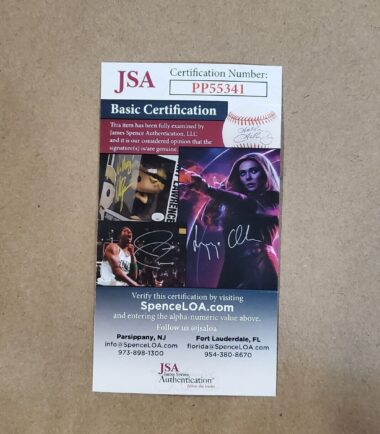 JSA
Certification Number:
PP55341
Basic Certification
This item has been fully examined by
James Spence Authentication, LLC
and it is our considered opinion that the
signature(s) is/are genuine.
LAWRENCE
Verify this certification by visiting
SpenceLOA.com
and entering the alpha-numeric value above.
Follow us @jsaloa
Parsippany, NJ
info@SpenceLOA.com
973-898-1300
Fort Lauderdale, FL
florida@SpenceLOA.com
954-380-8670
JSA
James Spence
Authentication